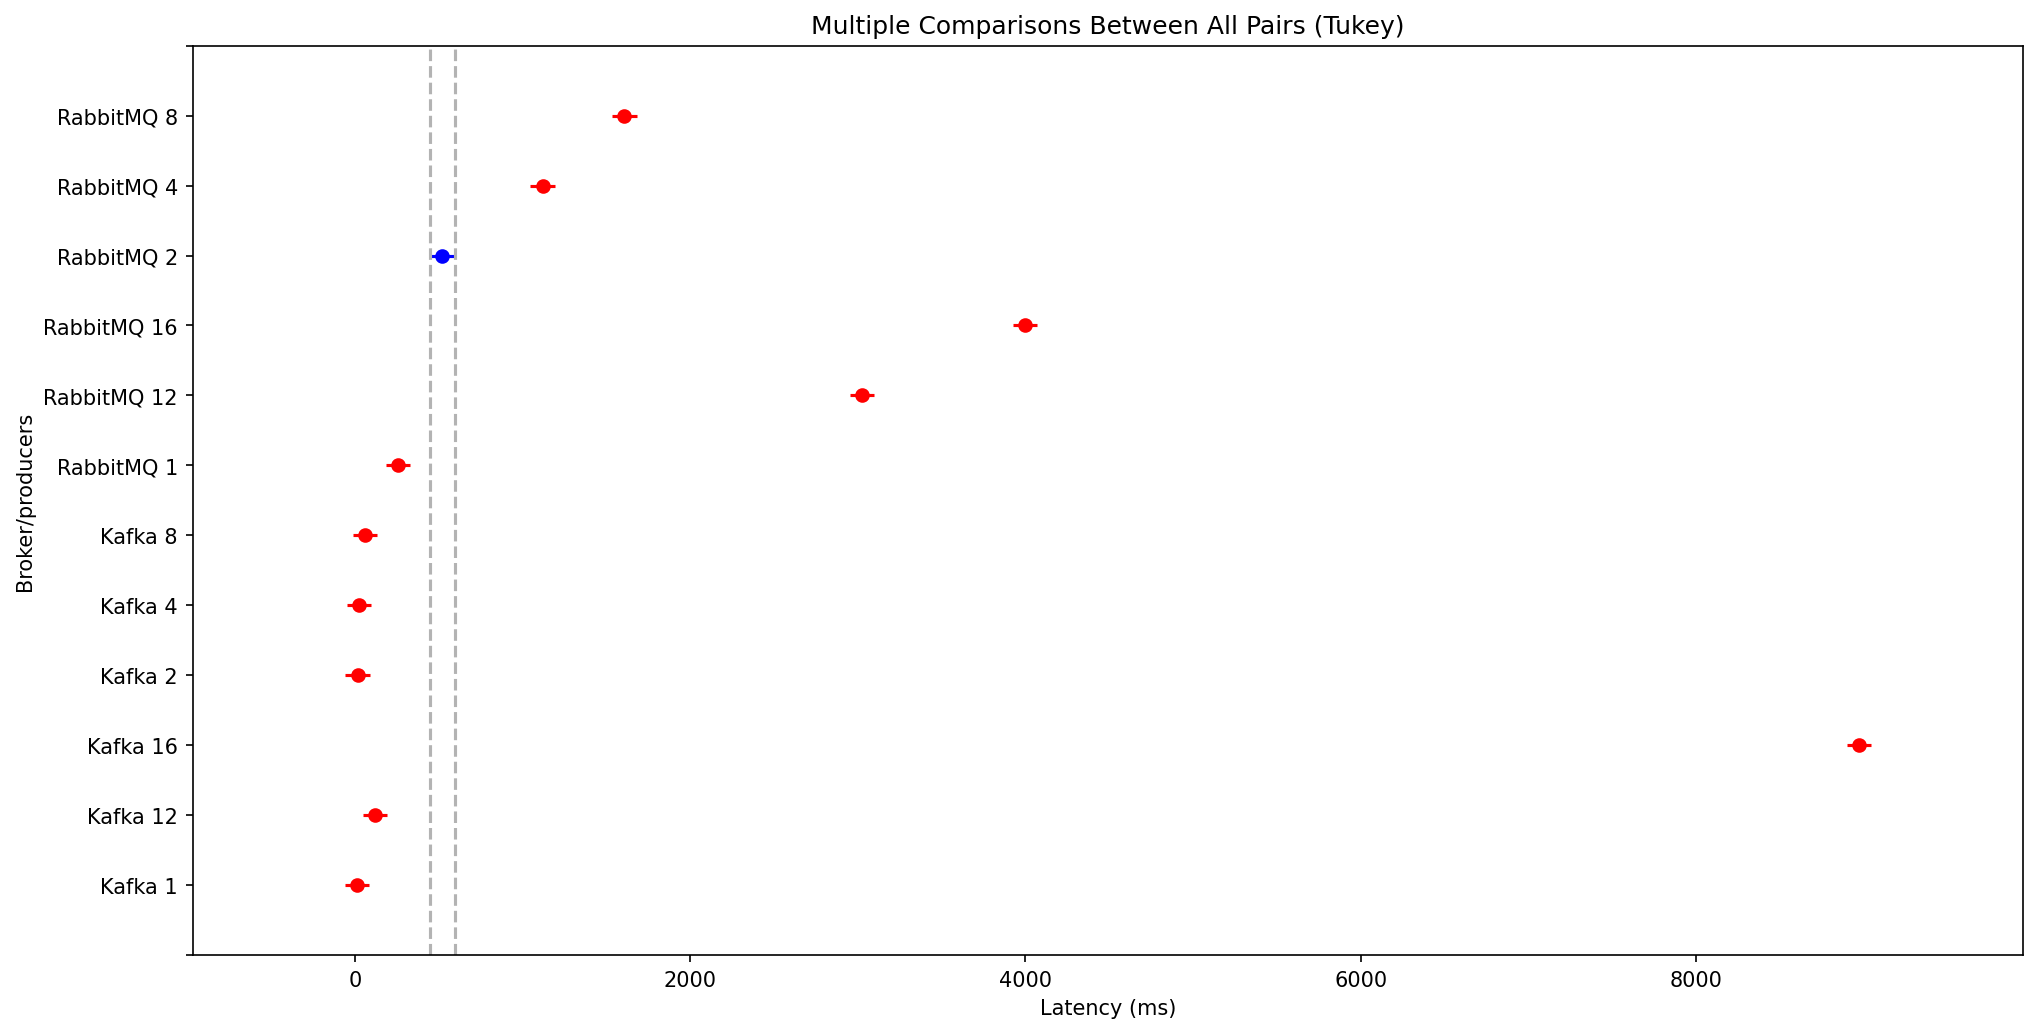 Multiple Comparisons Between All Pairs (Tukey)
RabbitMQ 8
RabbitMQ 4
RabbitMQ 2
RabbitMQ 16
RabbitMQ 12
RabbitMQ 1
Kafka 8
Kafka 4
Kafka 2
Kafka 16
Kafka 12
Kafka 1
Broker/producers
0 2000 4000 6000 8000
Latency (ms)